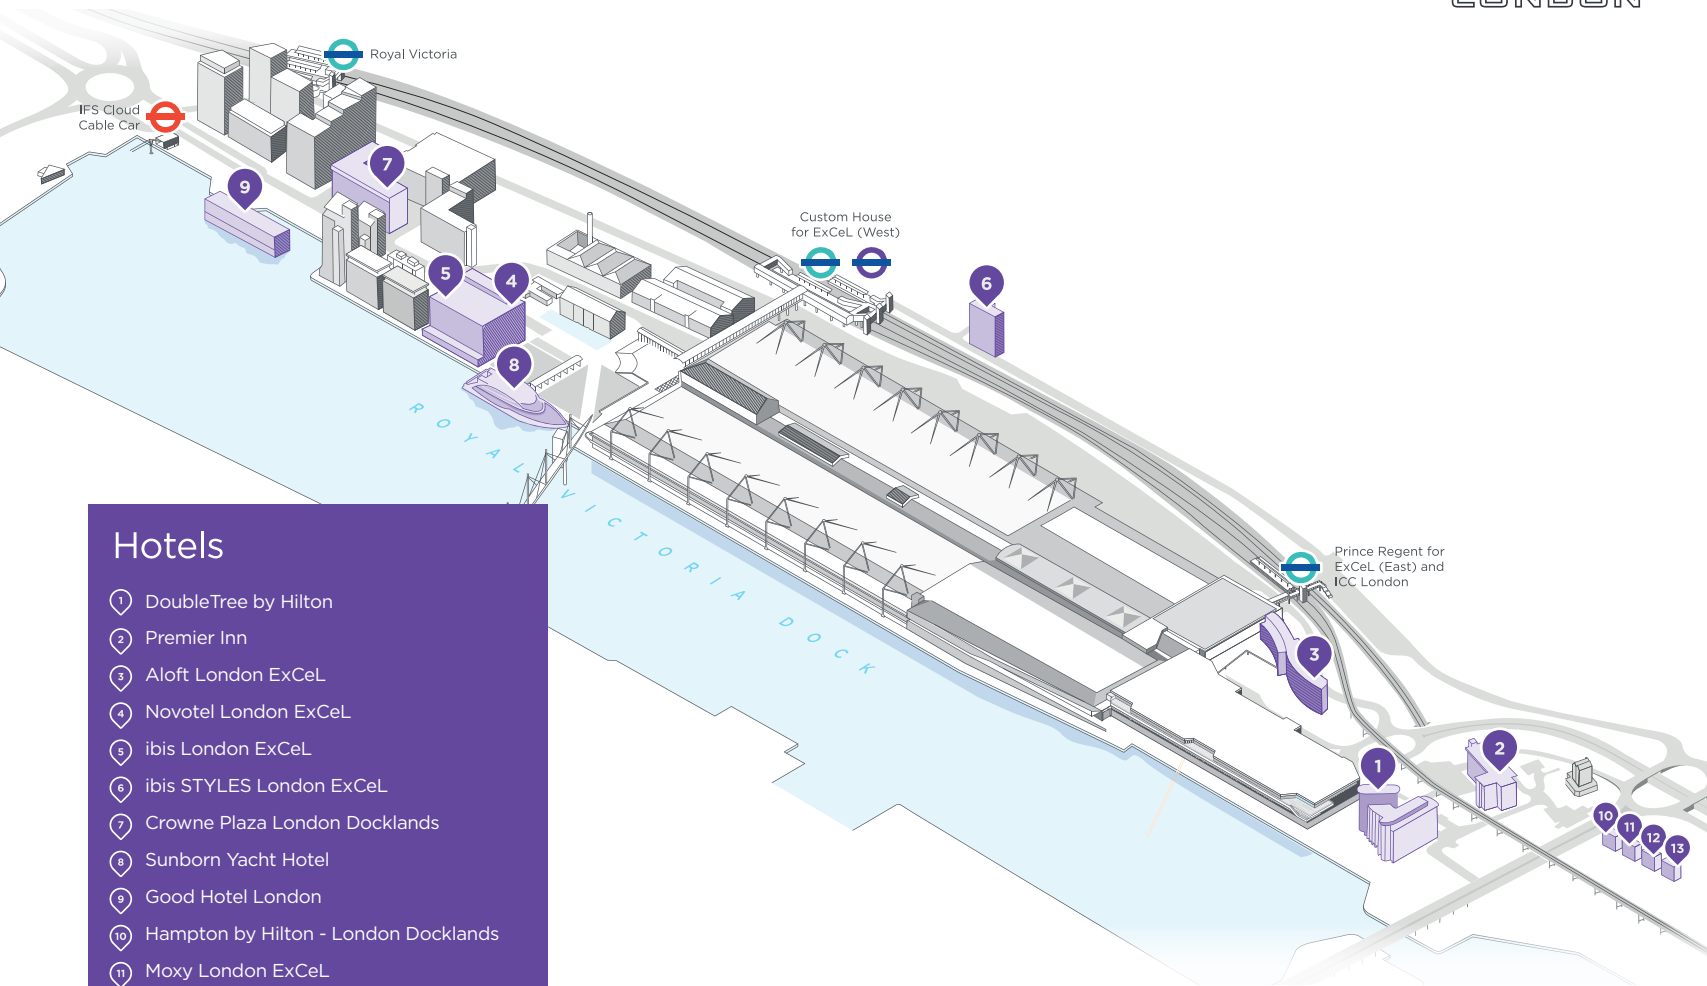 LONDON
Royal Victoria
IFS Cloud
Cable Car
7
9
Custom House
for ExCeL (West)
5
4
6
8
ROYAL VICTORIA DOCK
Prince Regent for
ExCeL (East) and
ICC London
3
2
1
10
11
12
13
Hotels
1 DoubleTree by Hilton
2 Premier Inn
3 Aloft London ExCeL
4 Novotel London ExCeL
5 ibis London ExCeL
6 ibis STYLES London ExCeL
7 Crowne Plaza London Docklands
8 Sunborn Yacht Hotel
9 Good Hotel London
10 Hampton by Hilton - London Docklands
11 Moxy London ExCeL